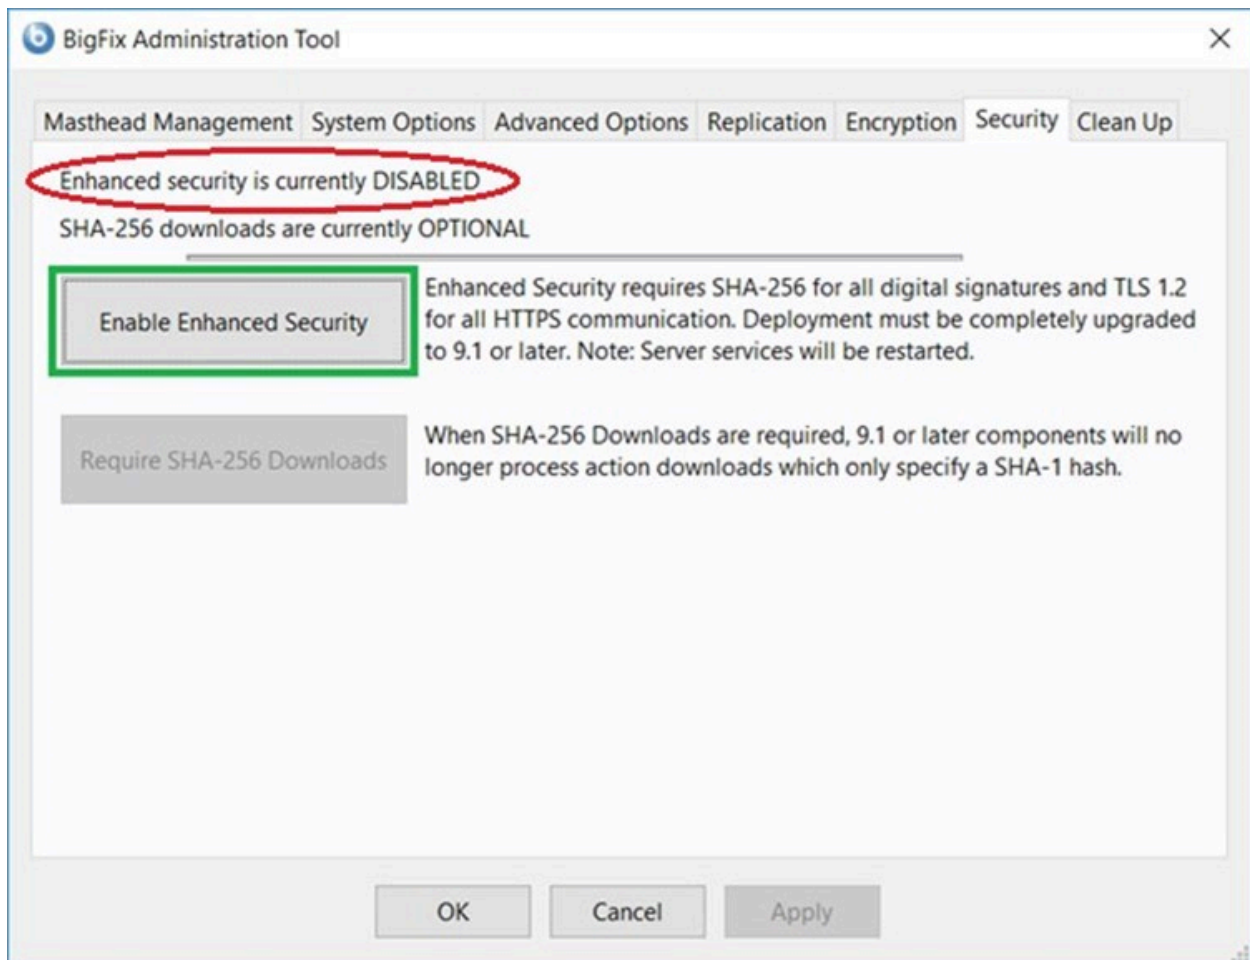 BigFix Administration Tool
Masthead Management System Options Advanced Options Replication Encryption Security Clean Up
Enhanced security is currently DISABLED
SHA-256 downloads are currently OPTIONAL
Enable Enhanced Security
Enhanced Security requires SHA-256 for all digital signatures and TLS 1.2
for all HTTPS communication. Deployment must be completely upgraded
to 9.1 or later. Note: Server services will be restarted.
Require SHA-256 Downloads
When SHA-256 Downloads are required, 9.1 or later components will no
longer process action downloads which only specify a SHA-1 hash.
OK Cancel Apply